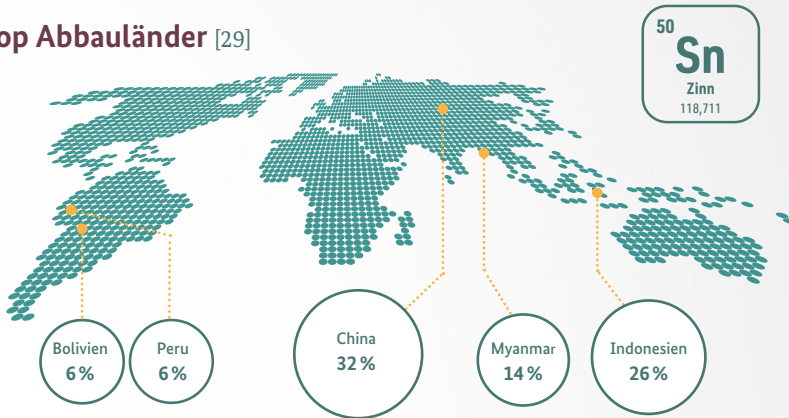 op Abbauländer [29]
50
Sn
Zinn
118,711
Bolivien
6 %
Peru
6 %
China
32 %
Myanmar
14 %
Indonesien
26 %